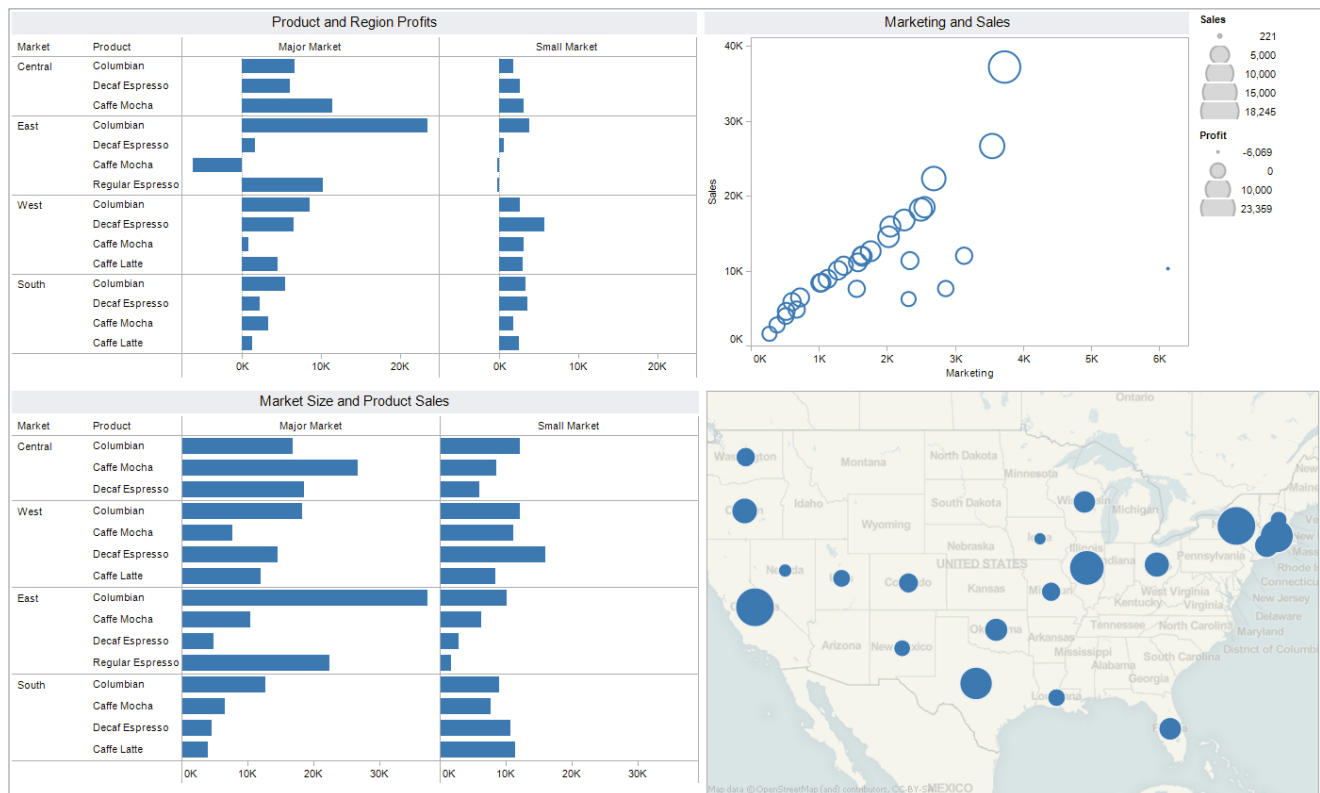 Product and Region Profits
Market Product Major Market Small Market
Central Columbian
Decaf Espresso
Caffe Mocha
East Columbian
Decaf Espresso
Caffe Mocha
Regular Espresso
West Columbian
Decaf Espresso
Caffe Mocha
Caffe Latte
South Columbian
Decaf Espresso
Caffe Mocha
Caffe Latte
0K 10K 20K 0K 10K 20K
Marketing and Sales
40K
30K
Sales
20K
10K
0K
0K 1K 2K 3K 4K 5K 6K
Marketing
Sales
221
5,000
10,000
15,000
18,245
Profit
-6,069
0
10,000
23,359
Market Size and Product Sales
Market Product Major Market Small Market
Central Columbian
Caffe Mocha
Decaf Espresso
West Columbian
Caffe Mocha
Decaf Espresso
Caffe Latte
East Columbian
Caffe Mocha
Decaf Espresso
Regular Espresso
South Columbian
Caffe Mocha
Decaf Espresso
Caffe Latte
0K 10K 20K 30K 0K 10K 20K 30K
Ontario
Montana
North Dakota
Minnesota
Idaho
South Dakota
Michigan
Wyoming
Nebraska
UNITED STATES
Pennsylvania
Kansas
West Virginia
Kentucky
Virginia
New Jersey
Delaware
Maryland
Arizona
Arkansas
Tennessee
North Carolina
Mississippi
Alabama
South Carolina
Georgia
MEXICO
Map data (c) OpenStreetMap (and) contributors, CC-BY-SA